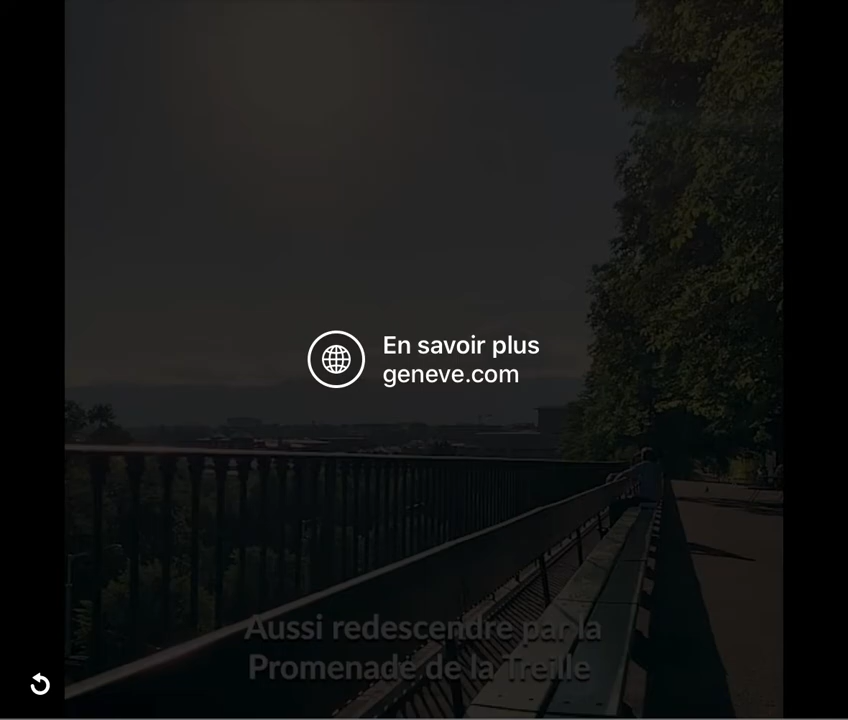 En savoir plus
geneve.com
Aussi redescendre par la
Promenade de la Treille